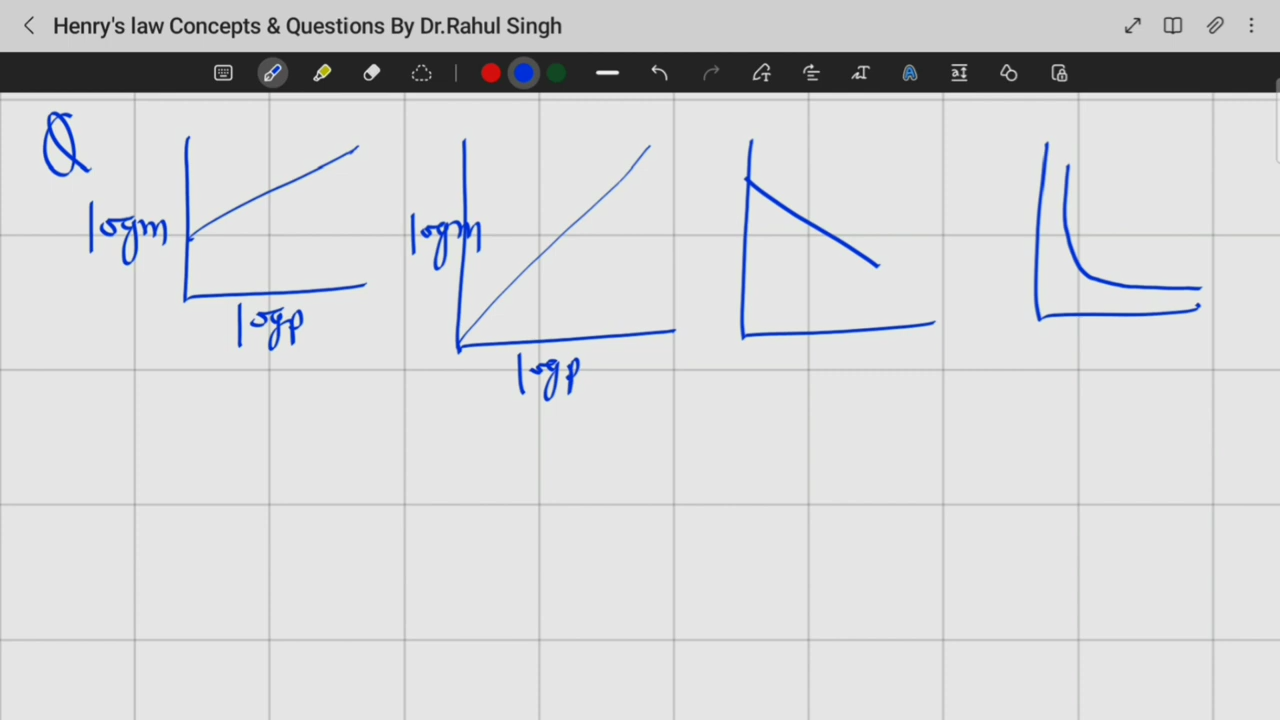 Henry's law Concepts & Questions By Dr.Rahul Singh
Q
logm
logp
logm
logp